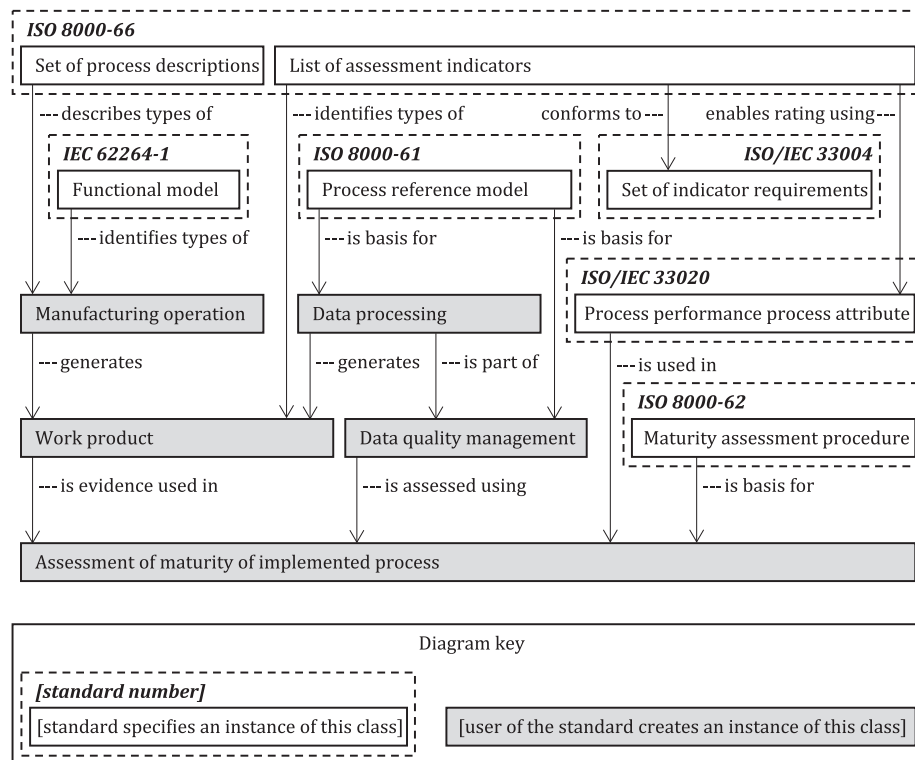 ISO 8000-66
Set of process descriptions
List of assessment indicators
--- describes types of
--- identifies types of
conforms to ---
enables rating using ---
IEC 62264-1
ISO 8000-61
ISO/IEC 33004
Functional model
Process reference model
Set of indicator requirements
--- identifies types of
--- is basis for
--- is basis for
ISO/IEC 33020
Manufacturing operation
Data processing
Process performance process attribute
--- generates
--- generates
--- is part of
--- is used in
ISO 8000-62
Work product
Data quality management
Maturity assessment procedure
--- is evidence used in
--- is assessed using
--- is basis for
Assessment of maturity of implemented process
Diagram key
[standard number]
[standard specifies an instance of this class]
[user of the standard creates an instance of this class]